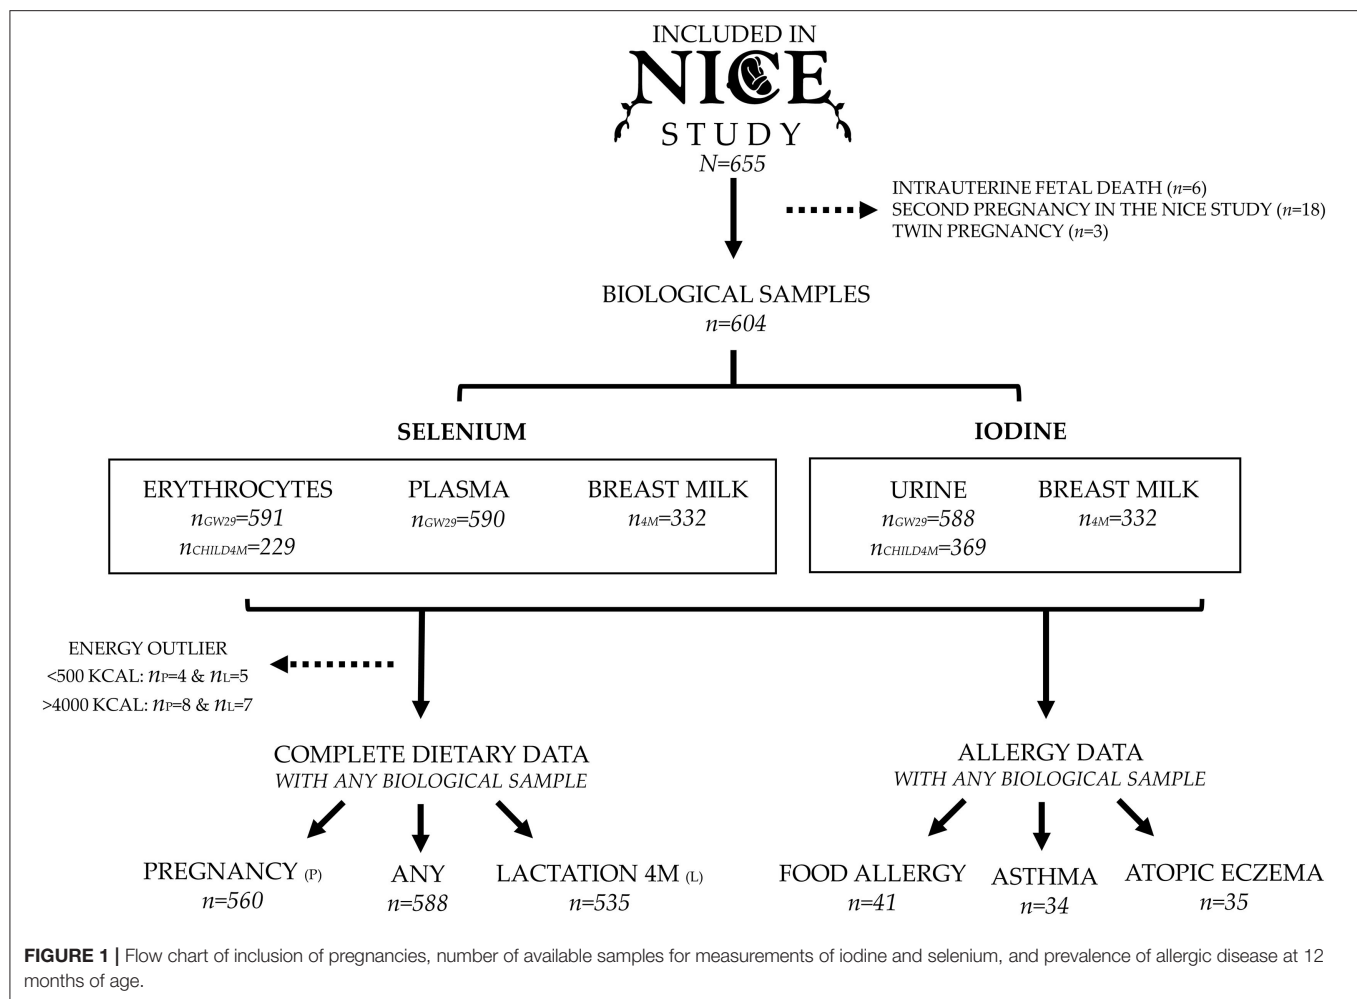 INCLUDED IN
NICE
STUDY
N=655
INTRAUTERINE FETAL DEATH (n=6)
SECOND PREGNANCY IN THE NICE STUDY (n=18)
TWIN PREGNANCY (n=3)
BIOLOGICAL SAMPLES
n=604
SELENIUM
IODINE
ERYTHROCYTES
nGW29=591
nCHILD4M=229
PLASMA
nGW29=590
BREAST MILK
n4M=332
URINE
nGW29=588
nCHILD4M=369
BREAST MILK
n4M=332
ENERGY OUTLIER
<500 KCAL: nP=4 & nL=5
>4000 KCAL: nP=8 & nL=7
COMPLETE DIETARY DATA
WITH ANY BIOLOGICAL SAMPLE
ALLERGY DATA
WITH ANY BIOLOGICAL SAMPLE
PREGNANCY (P)
n=560
ANY
n=588
LACTATION 4M (L)
n=535
FOOD ALLERGY
n=41
ASTHMA
n=34
ATOPIC ECZEMA
n=35
FIGURE 1 | Flow chart of inclusion of pregnancies, number of available samples for measurements of iodine and selenium, and prevalence of allergic disease at 12
months of age.